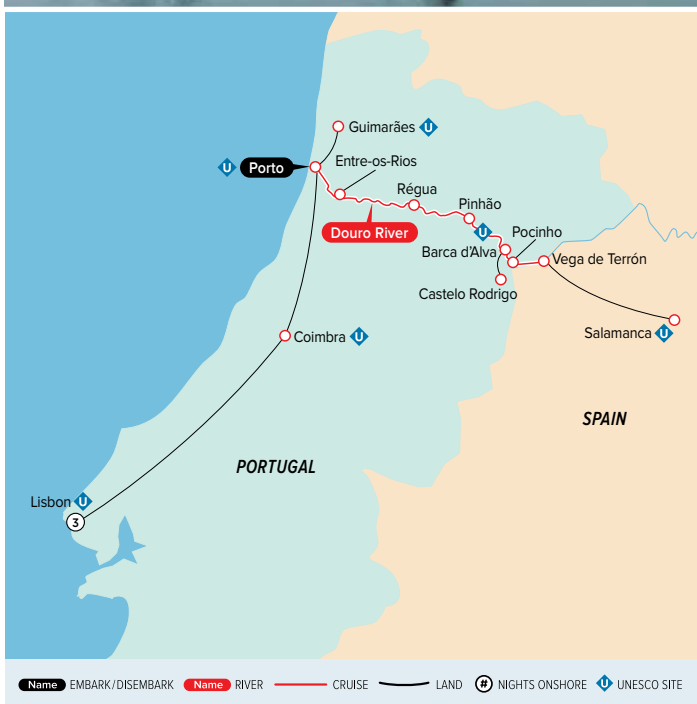 Guimarães U
U Porto
Entre-os-Rios
Régua
Pinhão
Douro River
U
Pocinho
Barca d'Alva
Vega de Terrón
Castelo Rodrigo
Coimbra U
Salamanca U
SPAIN
PORTUGAL
Lisbon U
3
Name EMBARK/DISEMBARK Name RIVER CRUISE LAND # NIGHTS ONSHORE U UNESCO SITE